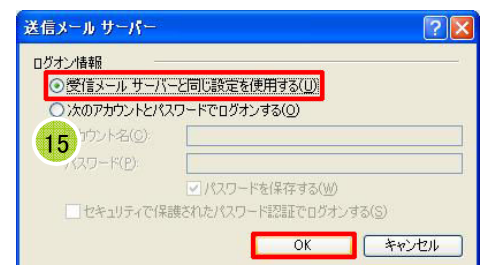 送信メール サーバー
ログオン情報
受信メール サーバーと同じ設定を使用する(U)
次のアカウントとパスワードでログオンする(O)
15
カウント名(C):
パスワード(P):
パスワードを保存する(W)
セキュリティで保護されたパスワード認証でログオンする(S)
OK キャンセル